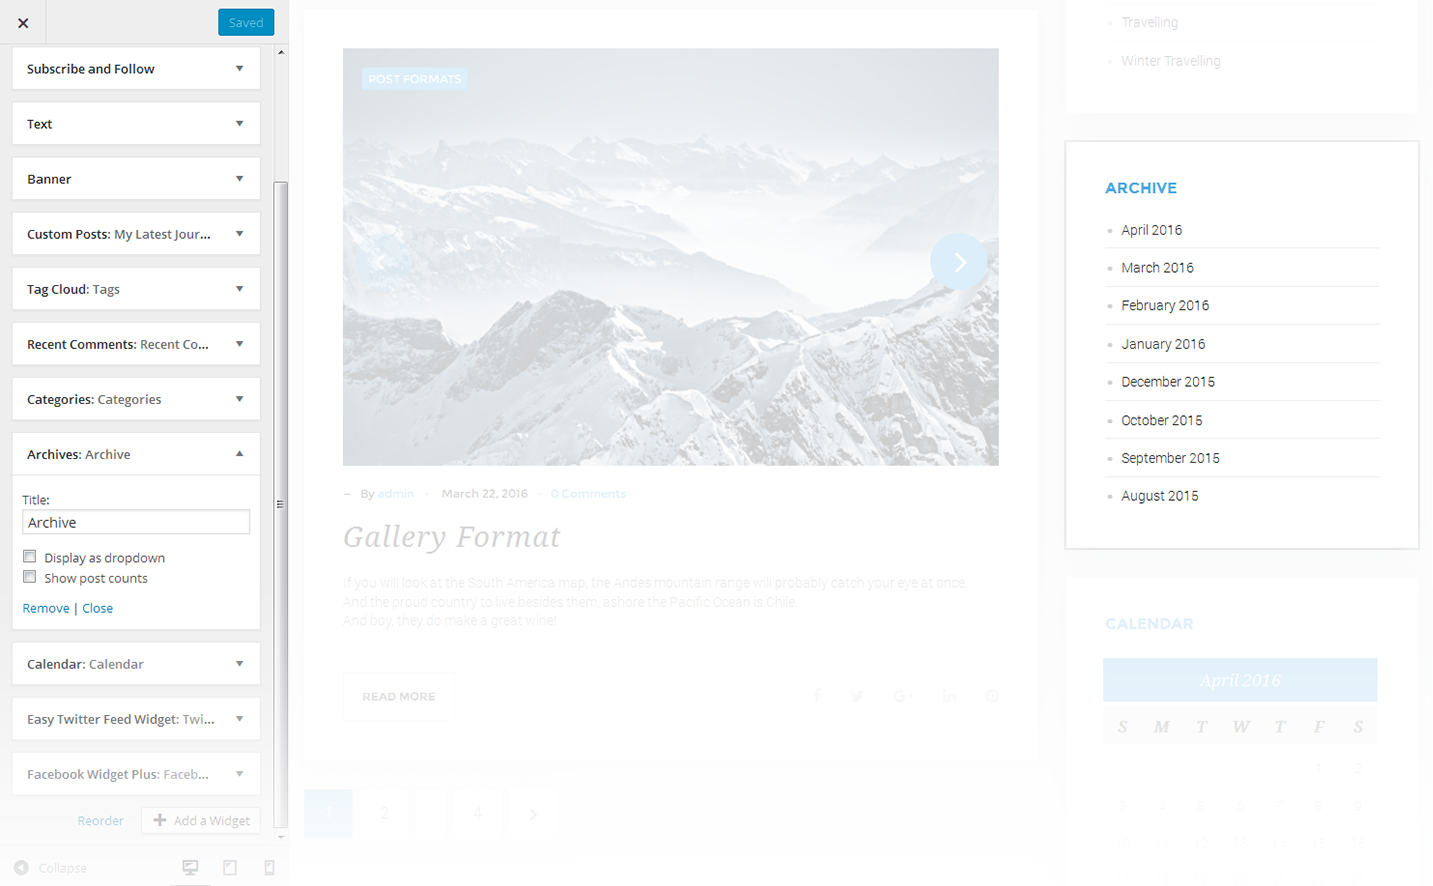 Saved
Subscribe and Follow
Text
Banner
Custom Posts: My Latest Jour...
Tag Cloud: Tags
Recent Comments: Recent Co...
Categories: Categories
Archives: Archive
Title:
Archive
Display as dropdown
Show post counts
Remove | Close
Calendar: Calendar
Easy Twitter Feed Widget: Twi...
Facebook Widget Plus: Faceb...
Reorder
Add a Widget
Collapse
POST FORMATS
– By admin • March 22, 2016 • 0 Comments
Gallery Format
If you will look at the South America map, the Andes mountain range will probably catch your eye at once.
And the proud country to live besides them, ashore the Pacific Ocean is Chile.
And boy, they do make a great wine!
READ MORE
1 2 4
Travelling
Winter Travelling
ARCHIVE
April 2016
March 2016
February 2016
January 2016
December 2015
October 2015
September 2015
August 2015
CALENDAR
April 2016
S M T W T F S
1 2
3 4 5 6 7 8 9
10 11 12 13 14 15 16